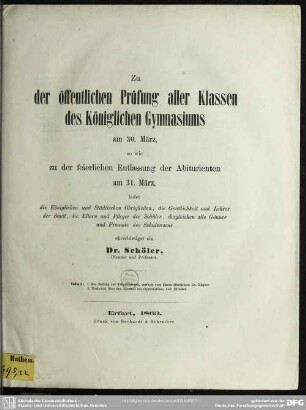 Zu
der öffentlichen Prüfung aller Klassen
des Königlichen Gymnasiums
am 30. März,
so wie
zu der feierlichen Entlassung der Abiturienten
am 31. März,
ladet
die Königlichen und Städtischen Obrigkeiten, die Geistlichkeit und Lehrer
der Stadt, die Eltern und Pfleger der Schüler, desgleichen alle Gönner
und Freunde des Schulwesens
ehrerbietigst ein
Dr. Schöler,
Director und Professor.
Inhalt:
Erfurt, 1863.
Druck von Gerhardt & Schreiber.
Mathem.